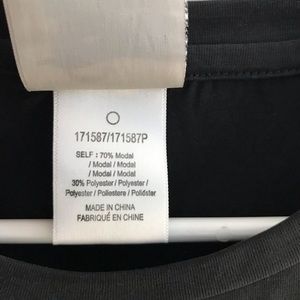 171587/171587P
SELF : 70% Modal
/ Modal / Modal
/ Modal / Modal/
30% Polyester / Polyester /
Polyester / Poliestere / Poliéster
MADE IN CHINA
FABRIQUÉ EN CHINE